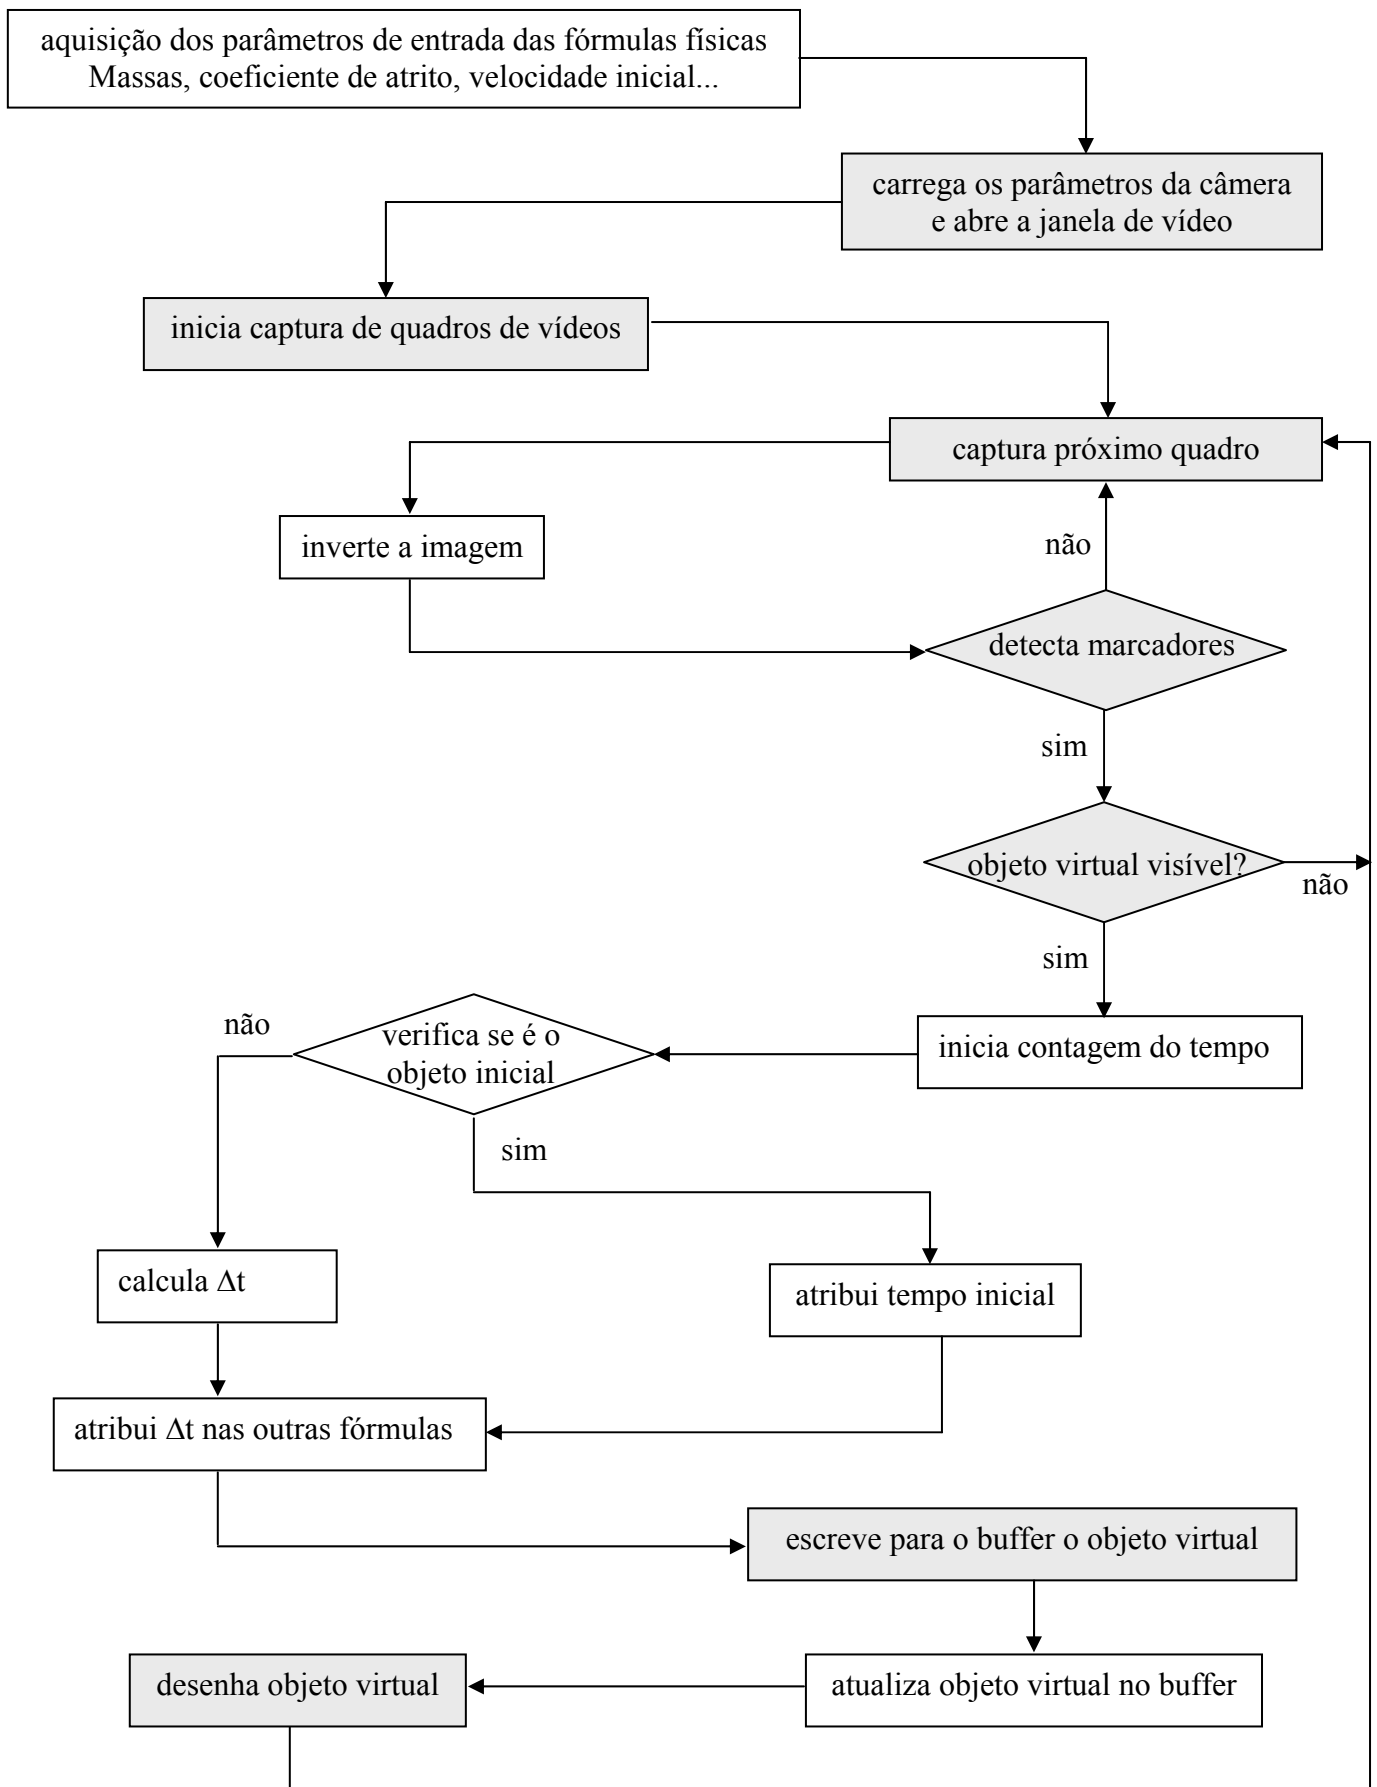 aquisição dos parâmetros de entrada das fórmulas físicas
Massas, coeficiente de atrito, velocidade inicial...
carrega os parâmetros da câmera
e abre a janela de vídeo
inicia captura de quadros de vídeos
captura próximo quadro
inverte a imagem
não
detecta marcadores
sim
objeto virtual visível?
não
sim
inicia contagem do tempo
verifica se é o
objeto inicial
não
sim
calcula Δt
atribui tempo inicial
atribui Δt nas outras fórmulas
escreve para o buffer o objeto virtual
atualiza objeto virtual no buffer
desenha objeto virtual